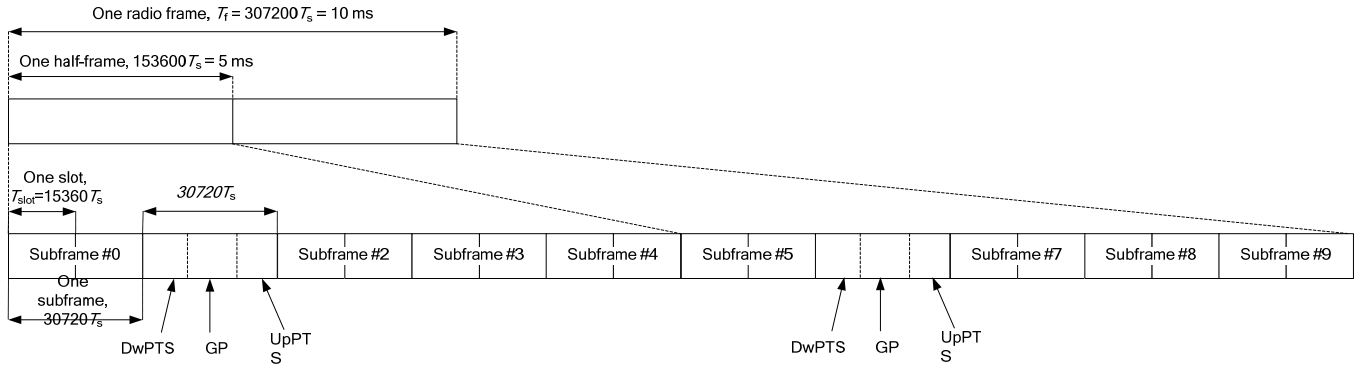 One radio frame, Tf = 307200Ts = 10 ms
One half-frame, 153600Ts = 5 ms
One slot,
Tslot=15360Ts
30720Ts
Subframe #0
Subframe #2
Subframe #3
Subframe #4
Subframe #5
Subframe #7
Subframe #8
Subframe #9
One
subframe,
30720Ts
DwPTS
GP
UpPT
S
DwPTS
GP
UpPT
S